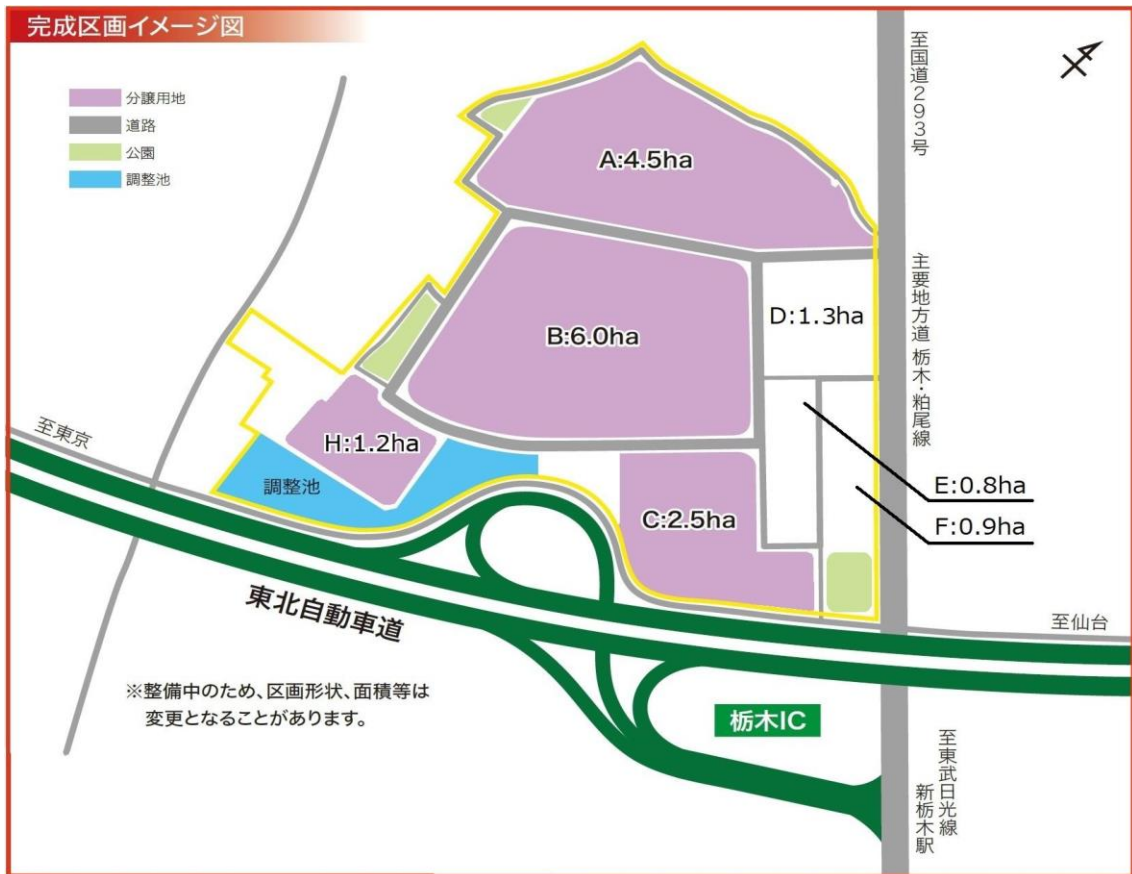 完成区画イメージ図
分譲用地
道路
公園
調整池
至国道293号
A:4.5ha
主要地方道 栃木・粕尾線
D:1.3ha
B:6.0ha
至東京
H:1.2ha
調整池
E:0.8ha
C:2.5ha
F:0.9ha
東北自動車道
至仙台
※整備中のため、区画形状、面積等は
変更となることがあります。
栃木IC
至東武日光線
新栃木駅